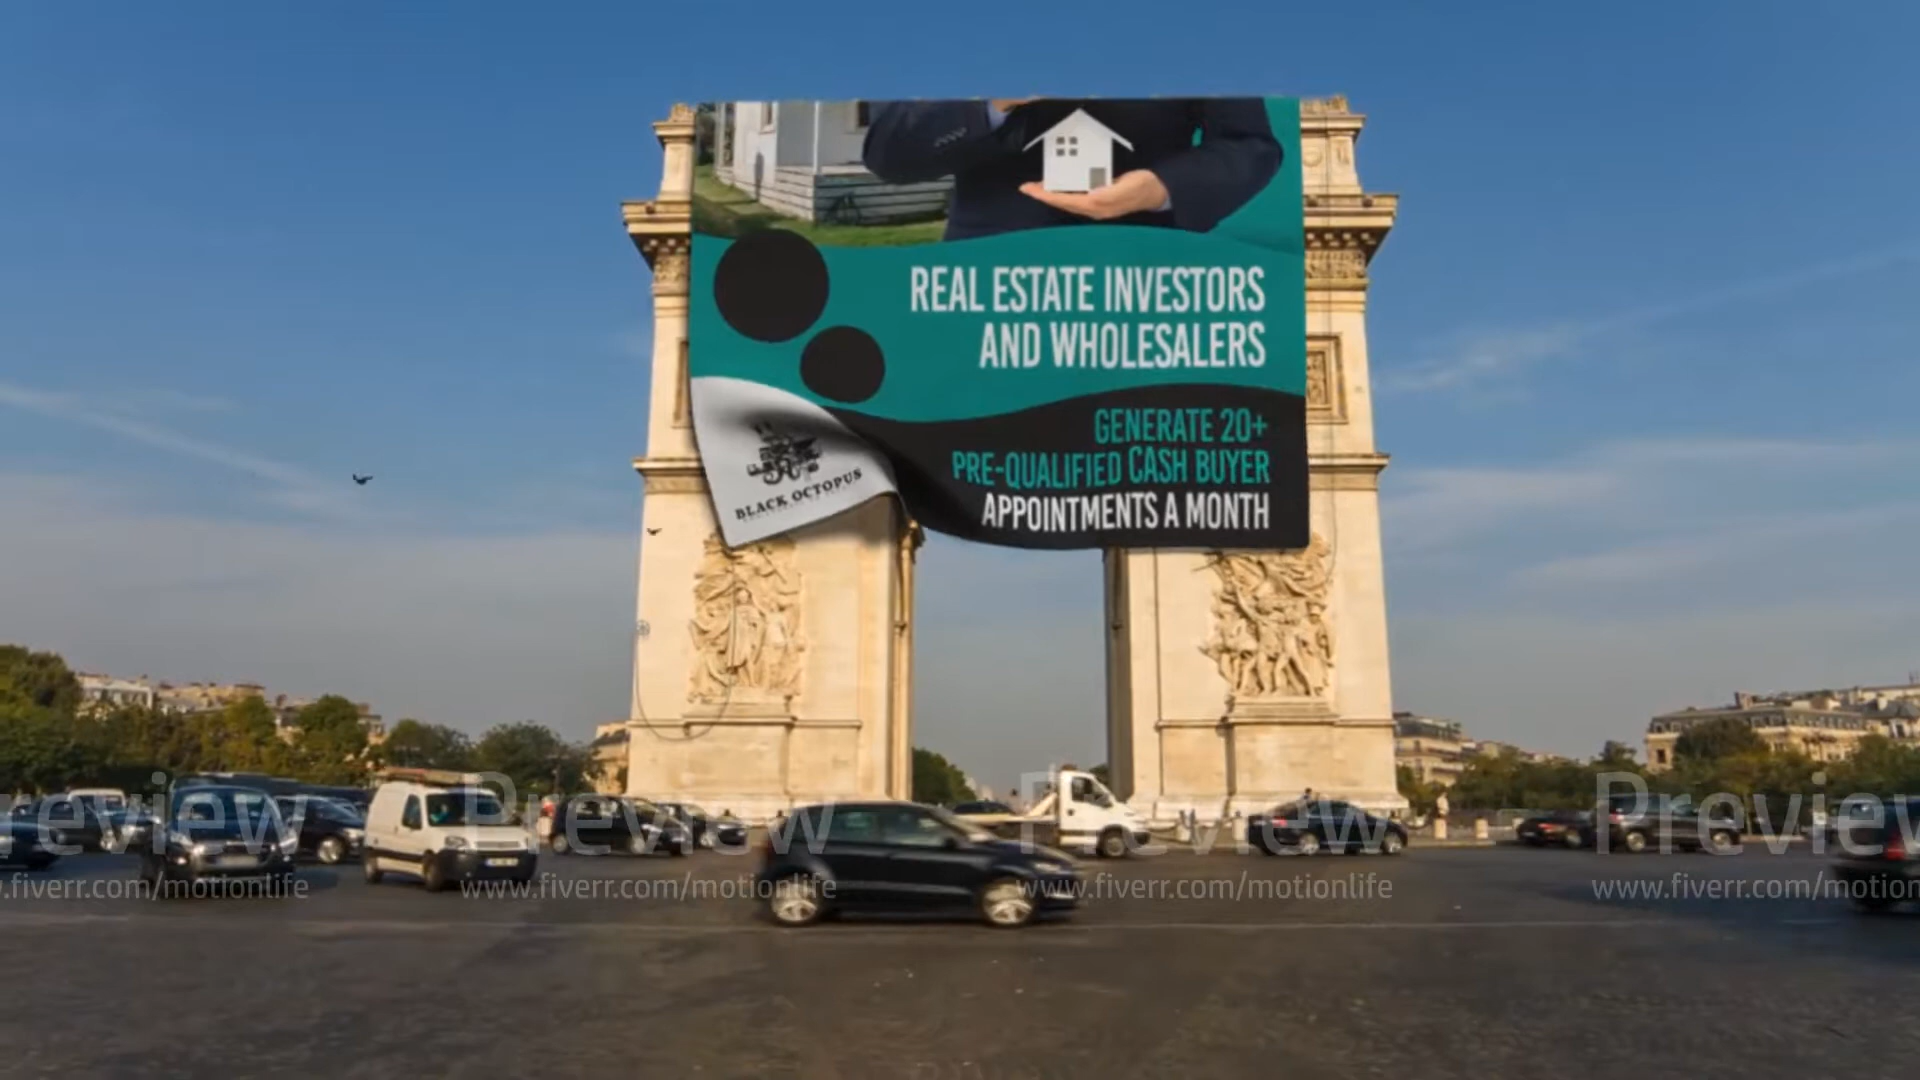 REAL ESTATE INVESTORS
AND WHOLESALERS
GENERATE 20+
PRE-QUALIFIED CASH BUYER
APPOINTMENTS A MONTH
BLACK OCTOPUS
Preview Preview Preview Preview
www.fiverr.com/motionlife www.fiverr.com/motionlife www.fiverr.com/motionlife